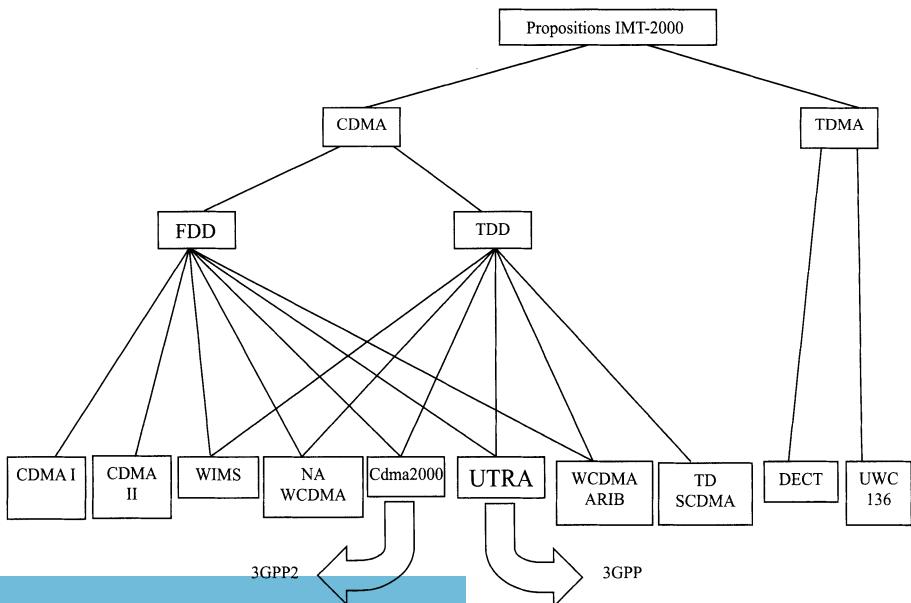 Propositions IMT-2000
CDMA
TDMA
FDD
TDD
CDMA I
CDMA
II
WIMS
NA
WCDMA
Cdma2000
UTRA
WCDMA
ARIB
TD
SCDMA
DECT
UWC
136
3GPP2
3GPP